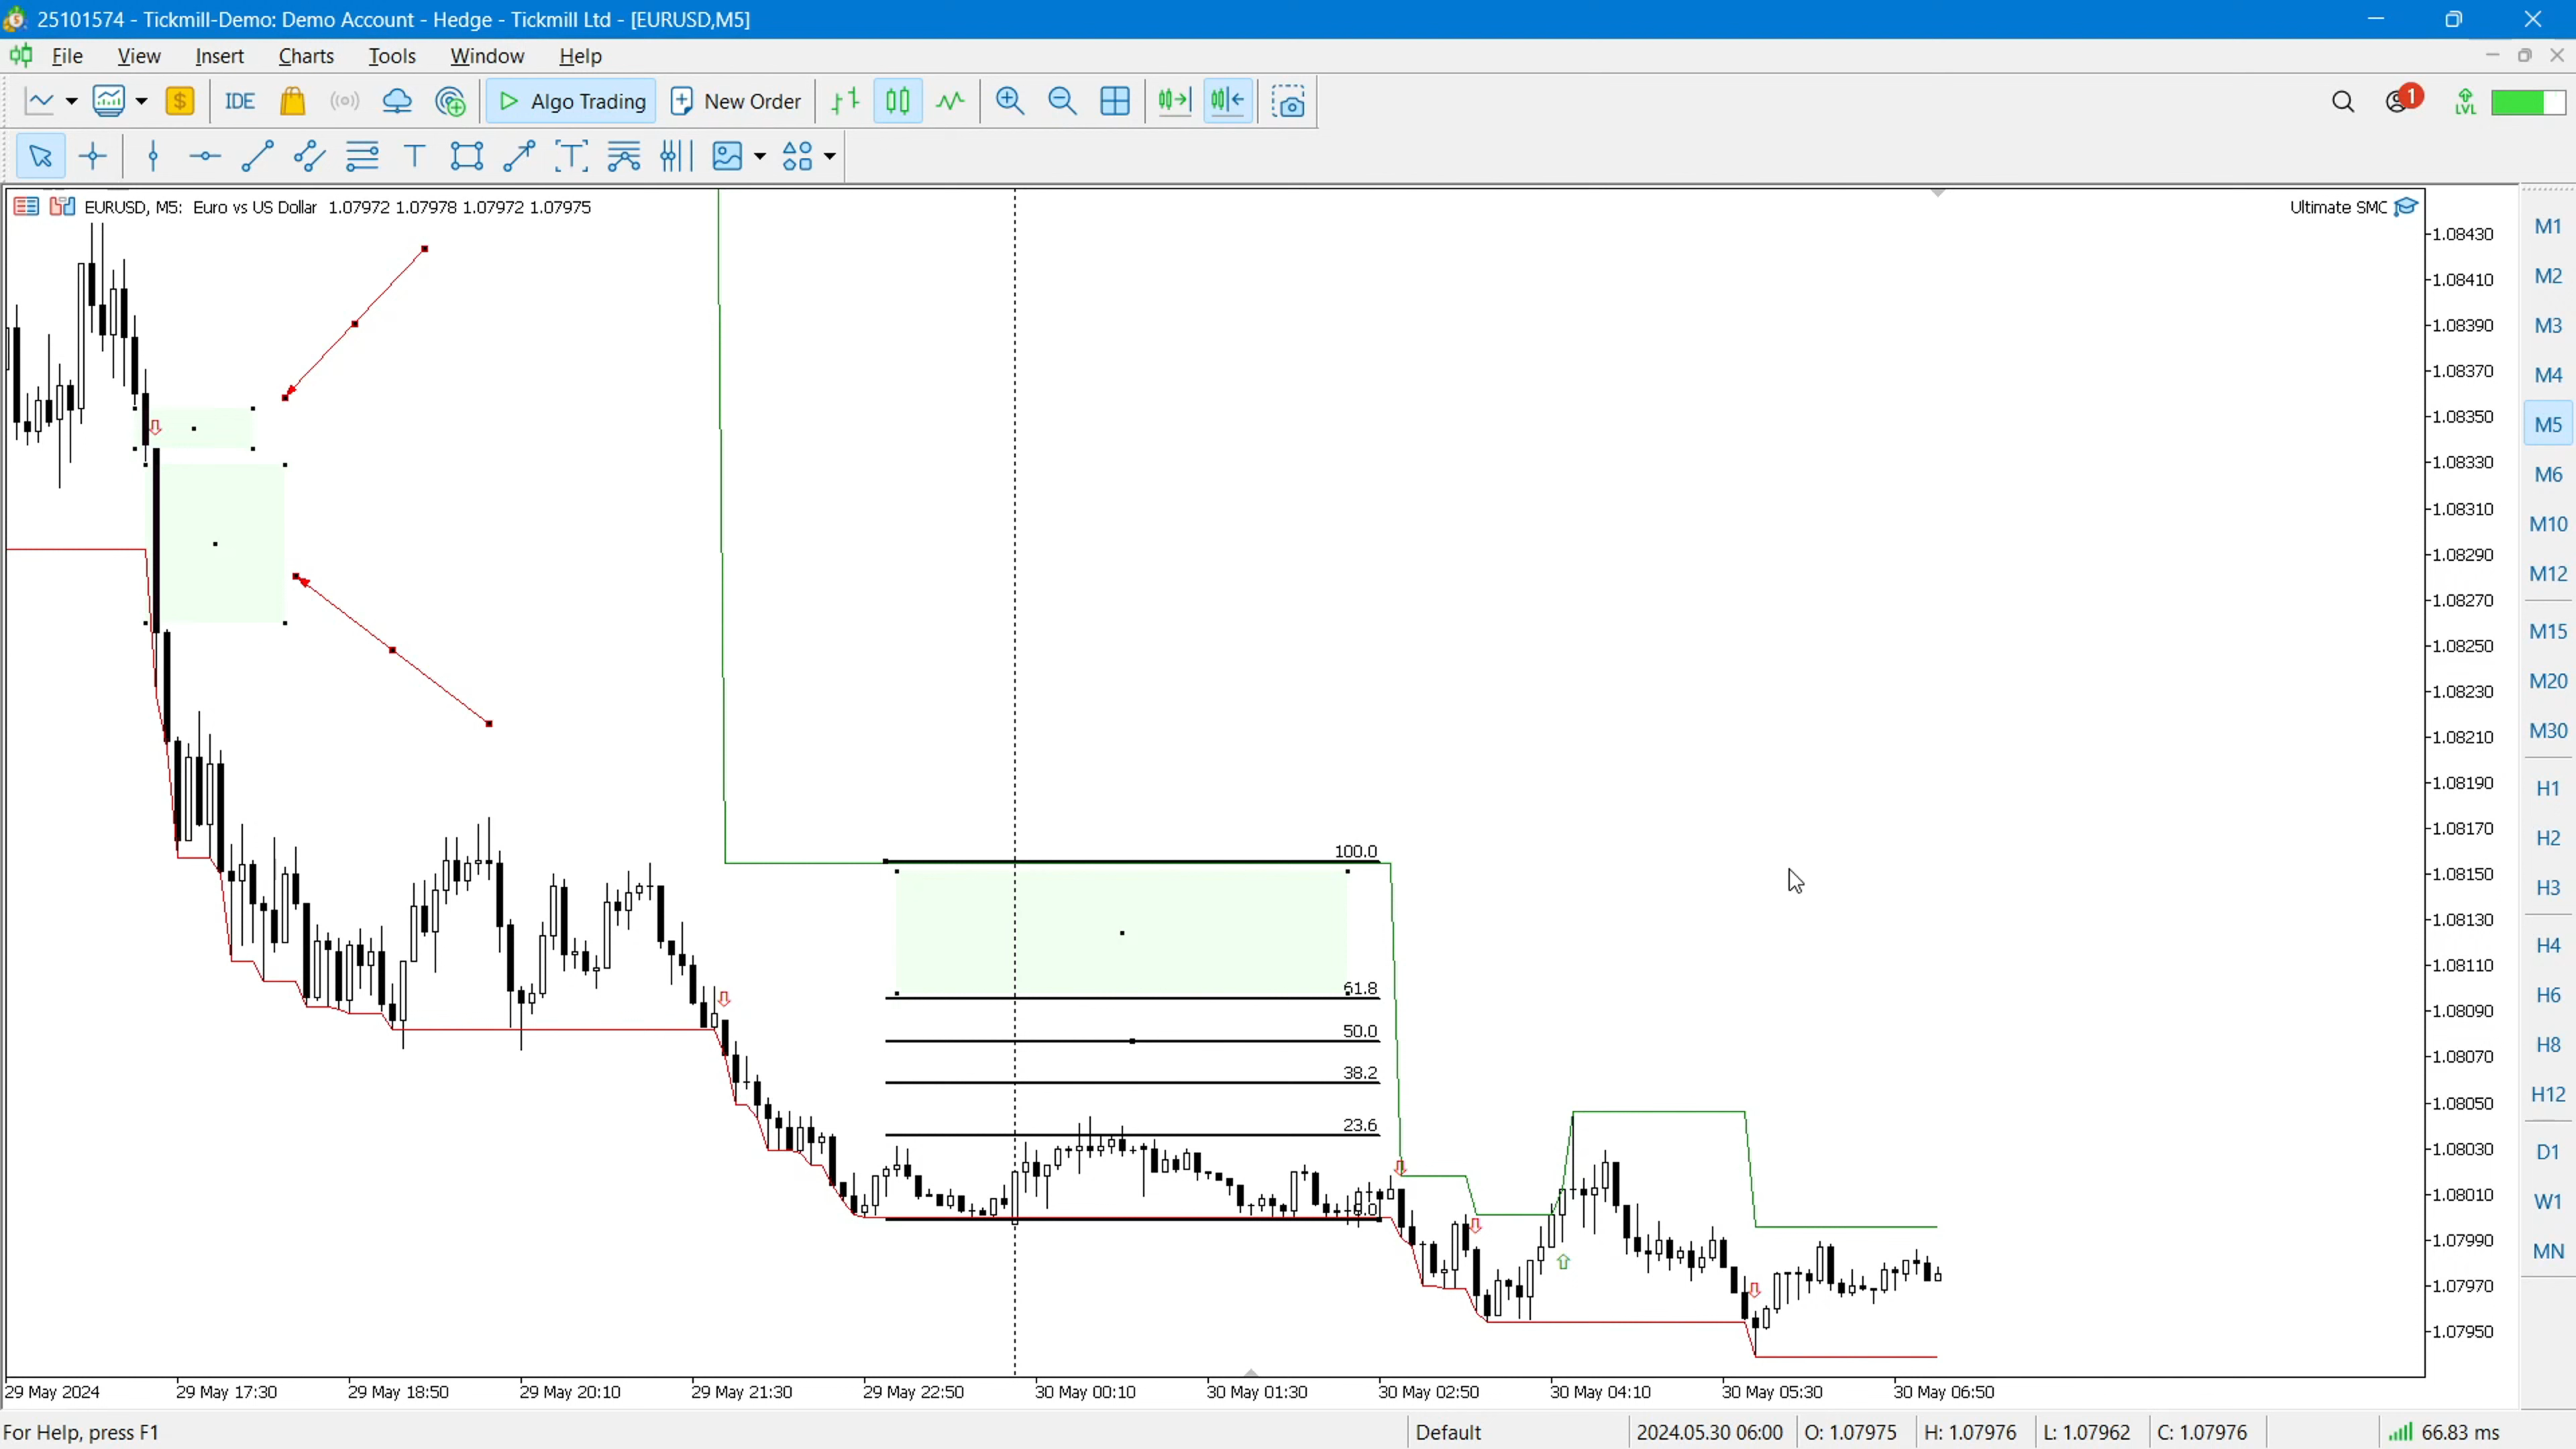 25101574 - Tickmill-Demo: Demo Account - Hedge - Tickmill Ltd - [EURUSD,M5]
File View Insert Charts Tools Window Help
$ IDE Algo Trading New Order 1 LVL
T T
EURUSD, M5: Euro vs US Dollar 1.07972 1.07978 1.07972 1.07975
Ultimate SMC
1.08430
1.08410
1.08390
1.08370
1.08350
1.08330
1.08310
1.08290
1.08270
1.08250
1.08230
1.08210
1.08190
1.08170
1.08150
1.08130
1.08110
1.08090
1.08070
1.08050
1.08030
1.08010
1.07990
1.07970
1.07950
M1
M2
M3
M4
M5
M6
M10
M12
M15
M20
M30
H1
H2
H3
H4
H6
H8
H12
D1
W1
MN
100.0
61.8
50.0
38.2
23.6
0.0
29 May 2024 29 May 17:30 29 May 18:50 29 May 20:10 29 May 21:30 29 May 22:50 30 May 00:10 30 May 01:30 30 May 02:50 30 May 04:10 30 May 05:30 30 May 06:50
For Help, press F1 Default 2024.05.30 06:00 O: 1.07975 H: 1.07976 L: 1.07962 C: 1.07976 66.83 ms